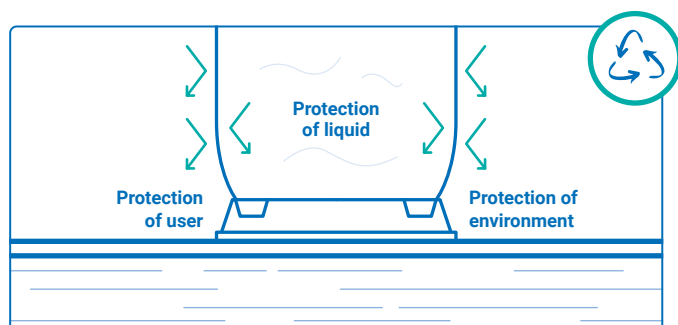 Protection
of liquid
Protection
of user
Protection of
environment